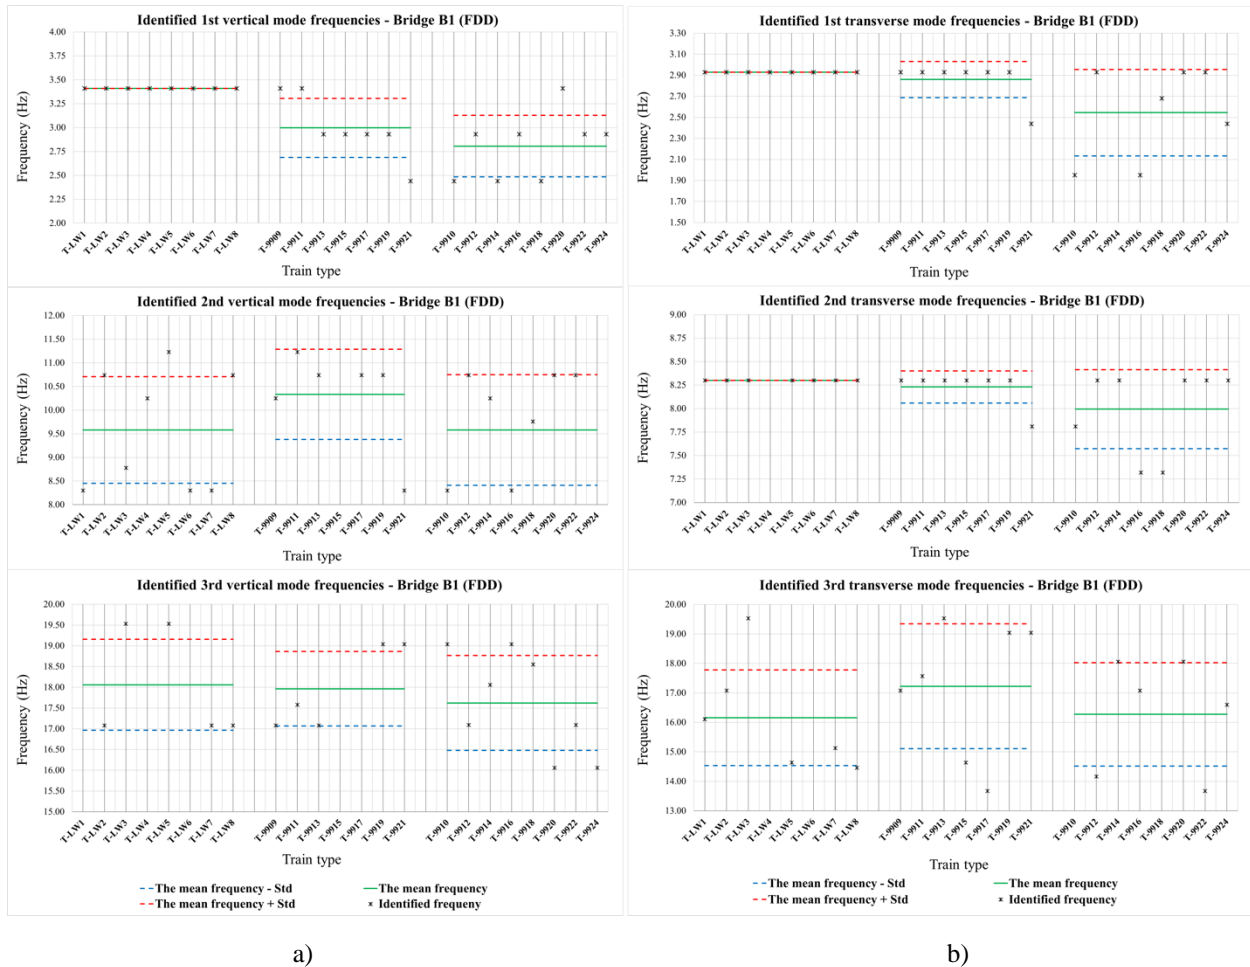 Identified 1st vertical mode frequencies - Bridge B1 (FDD)
Frequency (Hz)
4.00
3.75
3.50
3.25
3.00
2.75
2.50
2.25
2.00
T-LW1 T-LW2 T-LW3 T-LW4 T-LW5 T-LW6 T-LW7 T-LW8 T-9909 T-9911 T-9913 T-9915 T-9917 T-9919 T-9921 T-9910 T-9912 T-9914 T-9916 T-9918 T-9920 T-9922 T-9924
Train type
Identified 2nd vertical mode frequencies - Bridge B1 (FDD)
Frequency (Hz)
12.00
11.50
11.00
10.50
10.00
9.50
9.00
8.50
8.00
T-LW1 T-LW2 T-LW3 T-LW4 T-LW5 T-LW6 T-LW7 T-LW8 T-9909 T-9911 T-9913 T-9915 T-9917 T-9919 T-9921 T-9910 T-9912 T-9914 T-9916 T-9918 T-9920 T-9922 T-9924
Train type
Identified 3rd vertical mode frequencies - Bridge B1 (FDD)
Frequency (Hz)
20.00
19.50
19.00
18.50
18.00
17.50
17.00
16.50
16.00
15.50
15.00
T-LW1 T-LW2 T-LW3 T-LW4 T-LW5 T-LW6 T-LW7 T-LW8 T-9909 T-9911 T-9913 T-9915 T-9917 T-9919 T-9921 T-9910 T-9912 T-9914 T-9916 T-9918 T-9920 T-9922 T-9924
Train type
The mean frequency - Std
The mean frequency
The mean frequency + Std
Identified frequeny
a)
Identified 1st transverse mode frequencies - Bridge B1 (FDD)
Frequency (Hz)
3.30
3.10
2.90
2.70
2.50
2.30
2.10
1.90
1.70
1.50
T-LW1 T-LW2 T-LW3 T-LW4 T-LW5 T-LW6 T-LW7 T-LW8 T-9909 T-9911 T-9913 T-9915 T-9917 T-9919 T-9921 T-9910 T-9912 T-9914 T-9916 T-9918 T-9920 T-9922 T-9924
Train type
Identified 2nd transverse mode frequencies - Bridge B1 (FDD)
Frequency (Hz)
9.00
8.75
8.50
8.25
8.00
7.75
7.50
7.25
7.00
T-LW1 T-LW2 T-LW3 T-LW4 T-LW5 T-LW6 T-LW7 T-LW8 T-9909 T-9911 T-9913 T-9915 T-9917 T-9919 T-9921 T-9910 T-9912 T-9914 T-9916 T-9918 T-9920 T-9922 T-9924
Train type
Identified 3rd transverse mode frequencies - Bridge B1 (FDD)
Frequency (Hz)
20.00
19.00
18.00
17.00
16.00
15.00
14.00
13.00
T-LW1 T-LW2 T-LW3 T-LW4 T-LW5 T-LW6 T-LW7 T-LW8 T-9909 T-9911 T-9913 T-9915 T-9917 T-9919 T-9921 T-9910 T-9912 T-9914 T-9916 T-9918 T-9920 T-9922 T-9924
Train type
The mean frequency - Std
The mean frequency
The mean frequency + Std
Identified frequency
b)